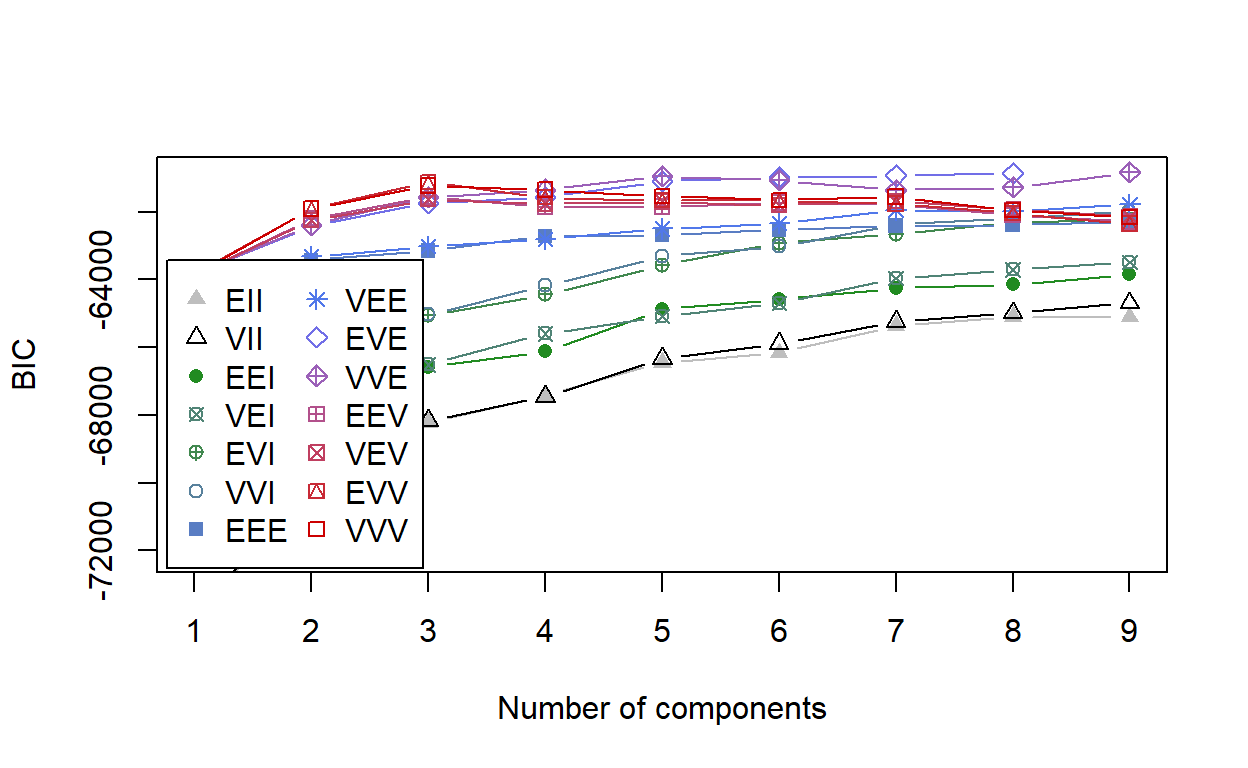 BIC
-64000
-68000
-72000
EII VEE
VII EVE
EEI VVE
VEI EEV
EVI VEV
VVI EVV
EEE VVV
1 2 3 4 5 6 7 8 9
Number of components